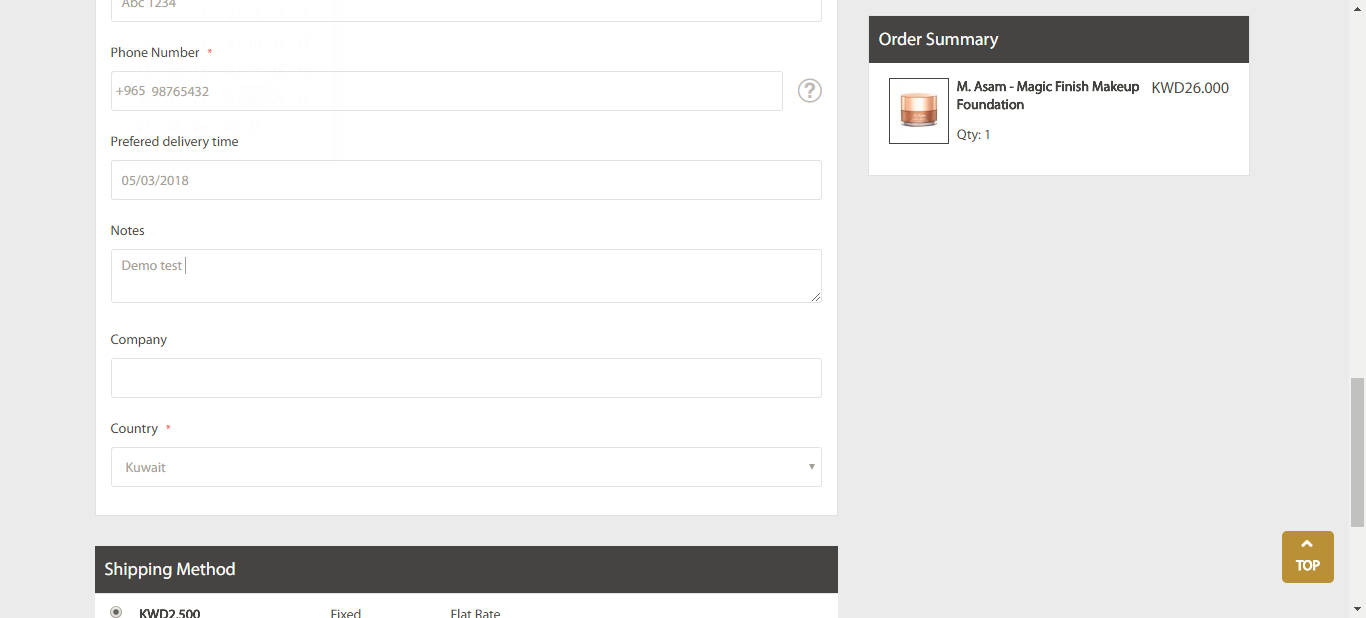 Abc 1234
Phone Number *
+965 98765432
?
Prefered delivery time
05/03/2018
Notes
Demo test
Company
Country *
Kuwait
Shipping Method
KWD2.500 Fixed Flat Rate
Order Summary
M. Asam - Magic Finish Makeup KWD26.000
Foundation
Qty: 1
TOP